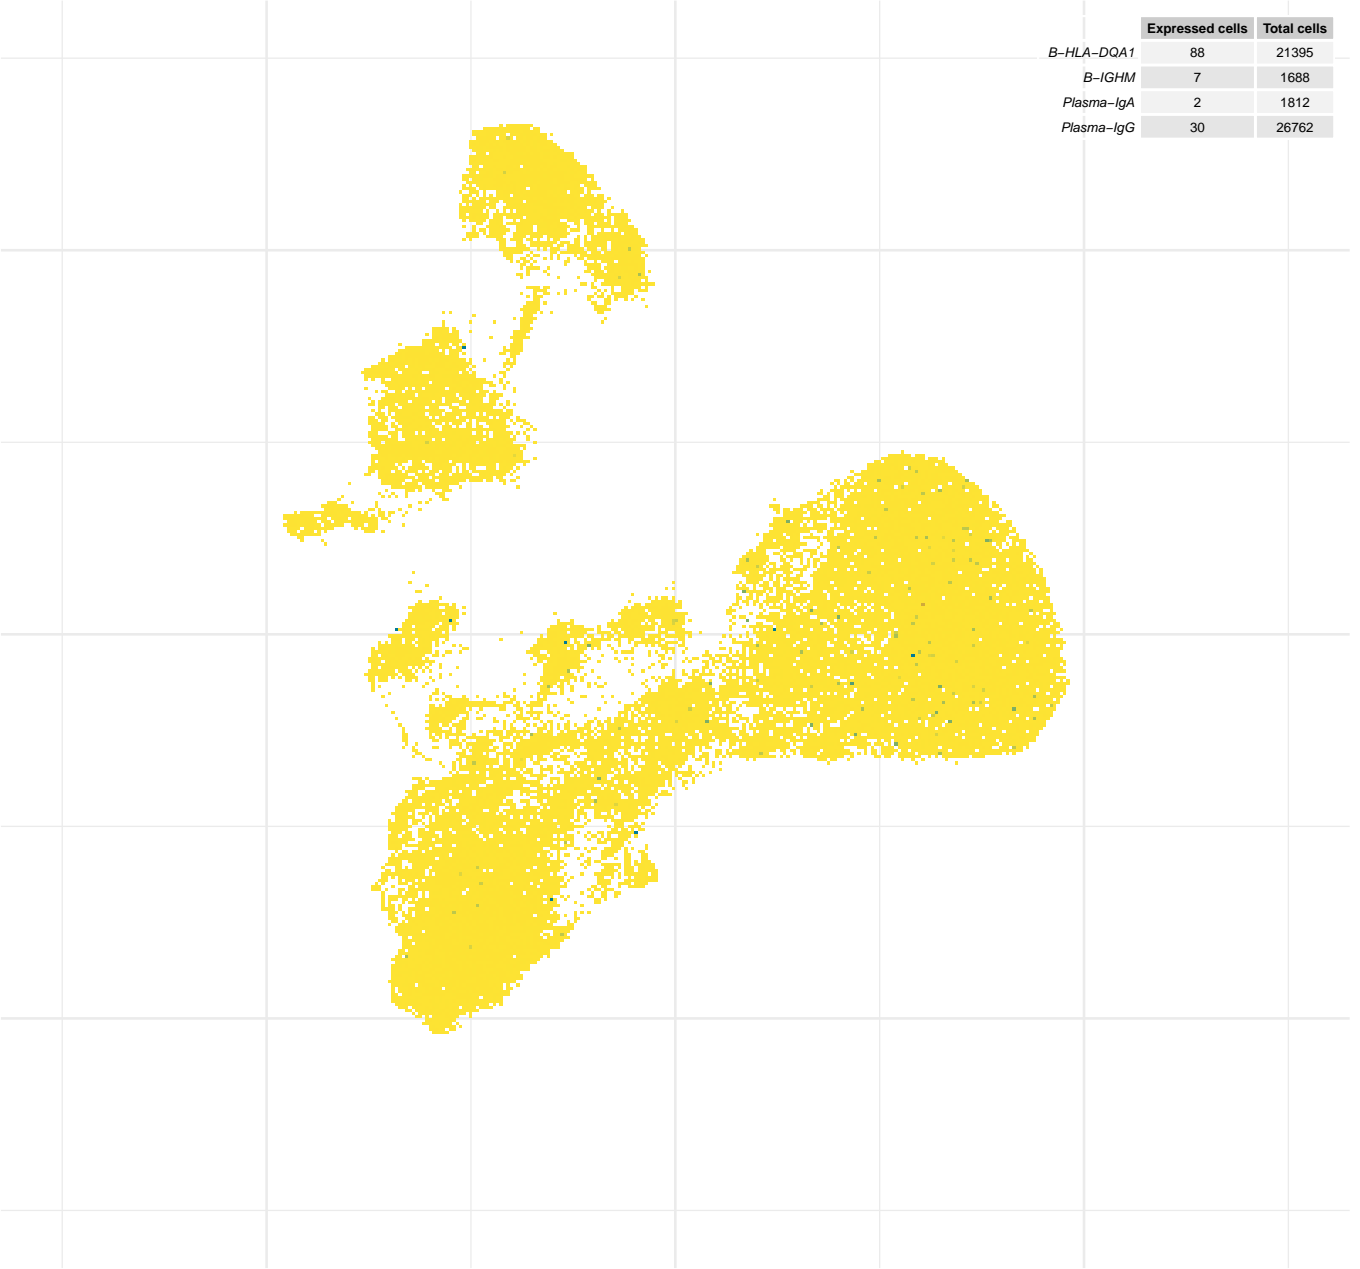 Expressed cells Total cells
B−HLA−DQA1 88 21395
B−IGHM 7 1688
Plasma−IgA 2 1812
Plasma−IgG 30 26762